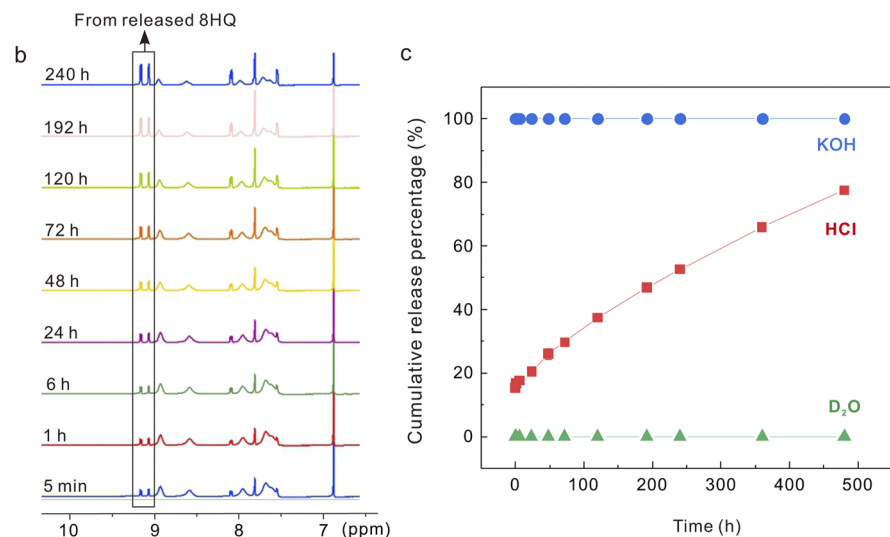 From released 8HQ
b
240 h
192 h
120 h
72 h
48 h
24 h
6 h
1 h
5 min
10 9 8 7 (ppm)
c
Cumulative release percentage (%)
100
80
60
40
20
0
KOH
HCl
D₂O
0 100 200 300 400 500
Time (h)